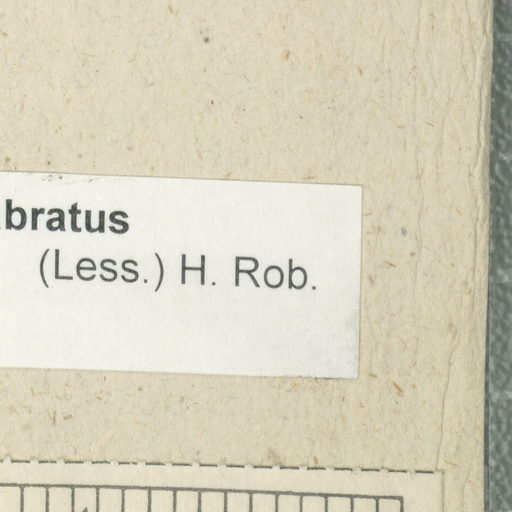 bratus
(Less.) H. Rob.